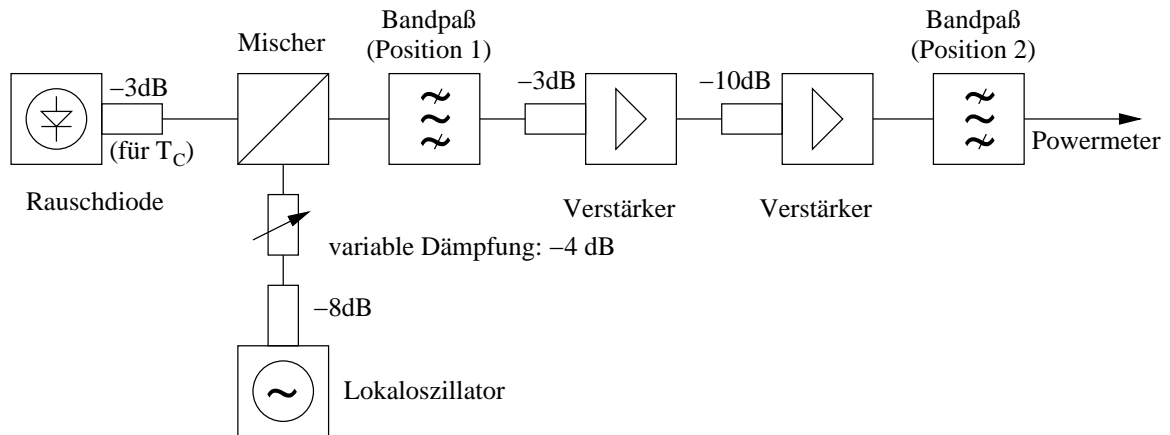 Bandpaß
(Position 1)
Bandpaß
(Position 2)
Mischer
−3dB
−3dB
−10dB
(für T_C)
Powermeter
Rauschdiode
Verstärker
Verstärker
variable Dämpfung: −4 dB
−8dB
Lokaloszillator